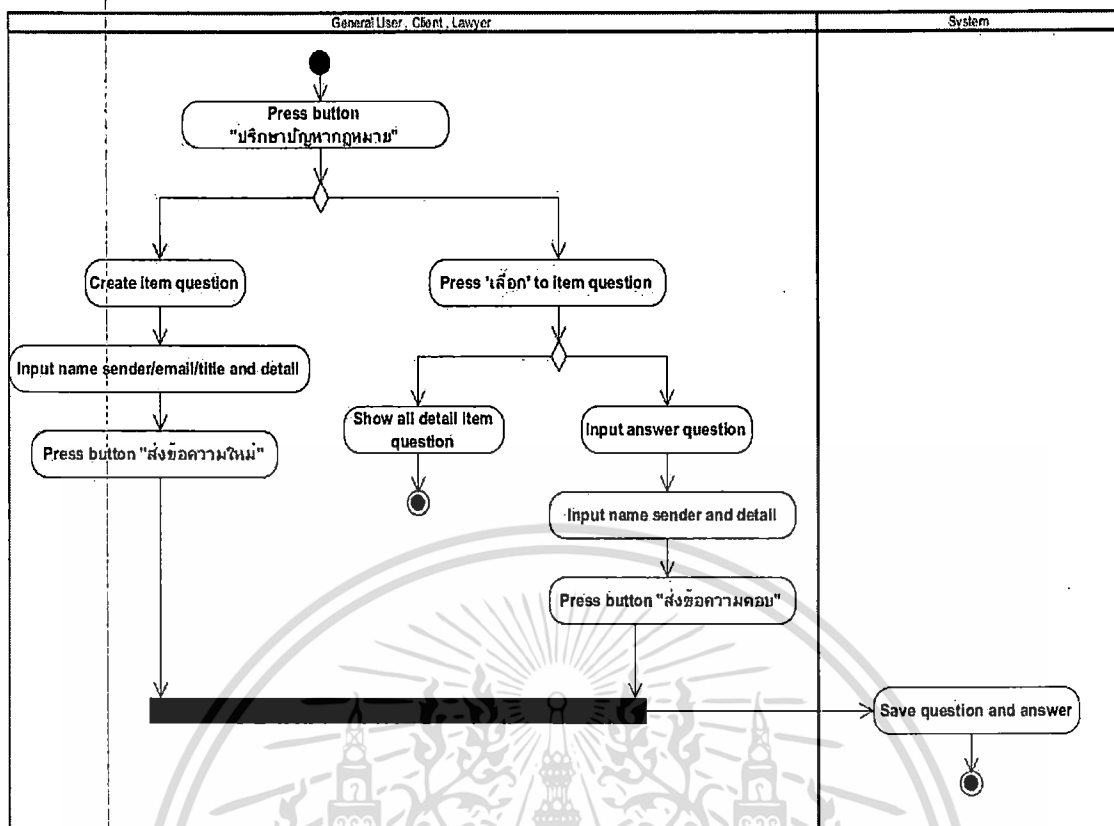 General User , Client , Lawyer
System
Press button
"ปรึกษาปัญหากฎหมาย"
Create item question
Press 'เลือก' to item question
Input name sender/email/title and detail
Show all detail item
question
Input answer question
Press button "ส่งข้อความใหม่"
Input name sender and detail
Press button "ส่งข้อความตอบ"
Save question and answer